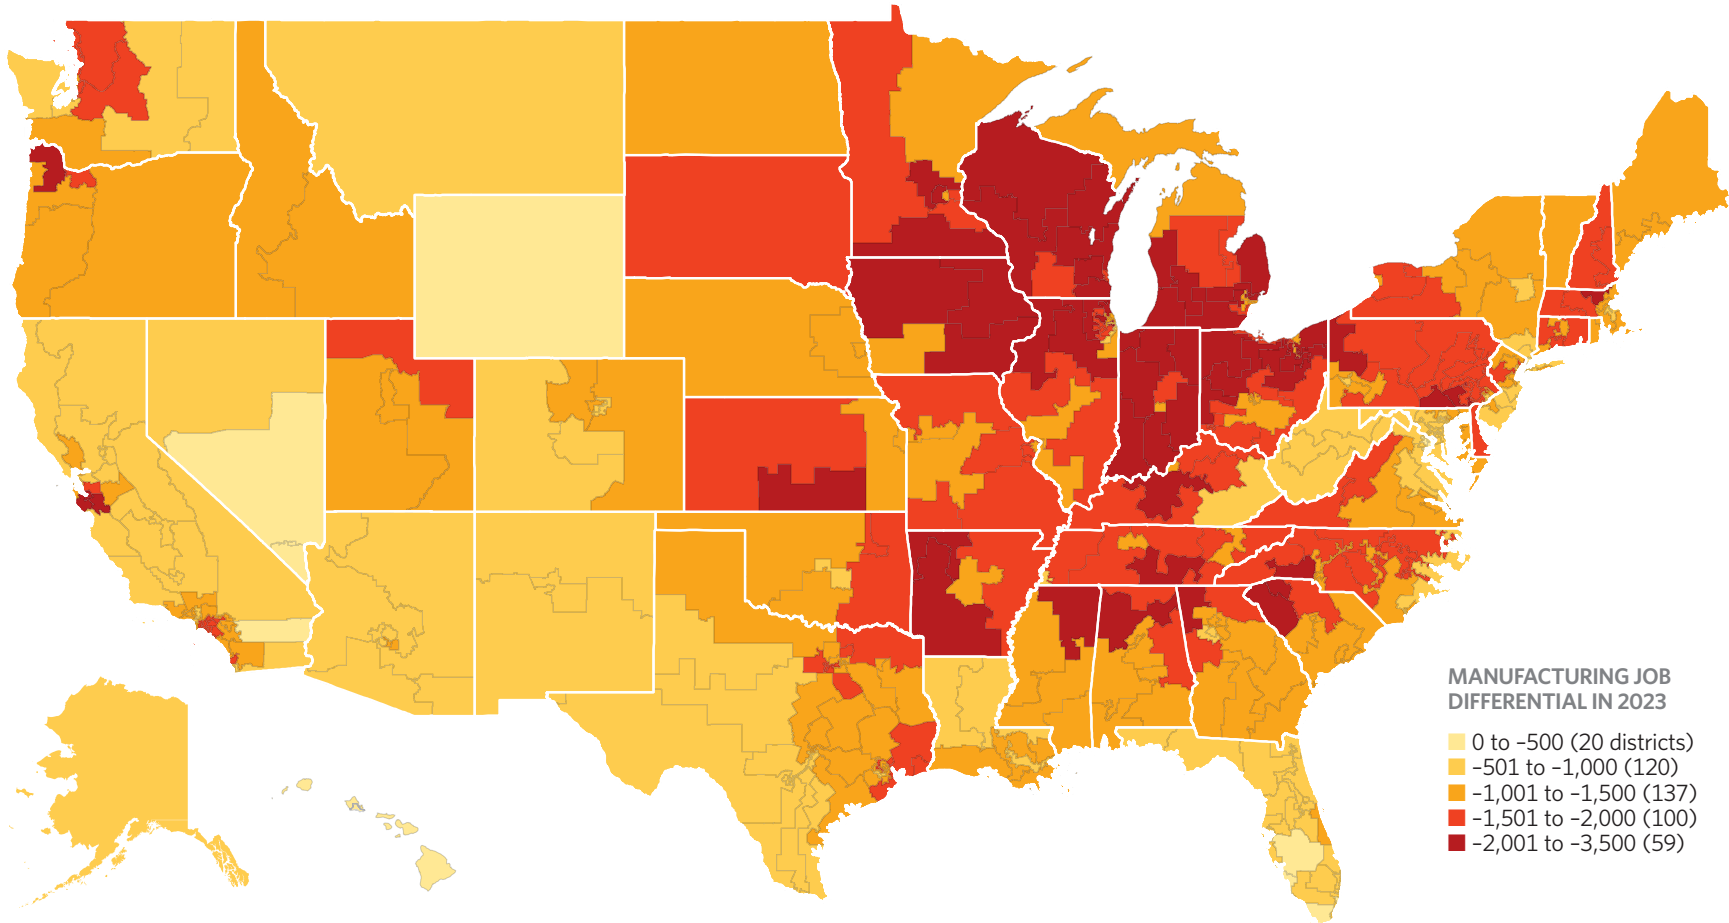 MANUFACTURING JOB
DIFFERENTIAL IN 2023
0 to –500 (20 districts)
–501 to –1,000 (120)
–1,001 to –1,500 (137)
–1,501 to –2,000 (100)
–2,001 to –3,500 (59)